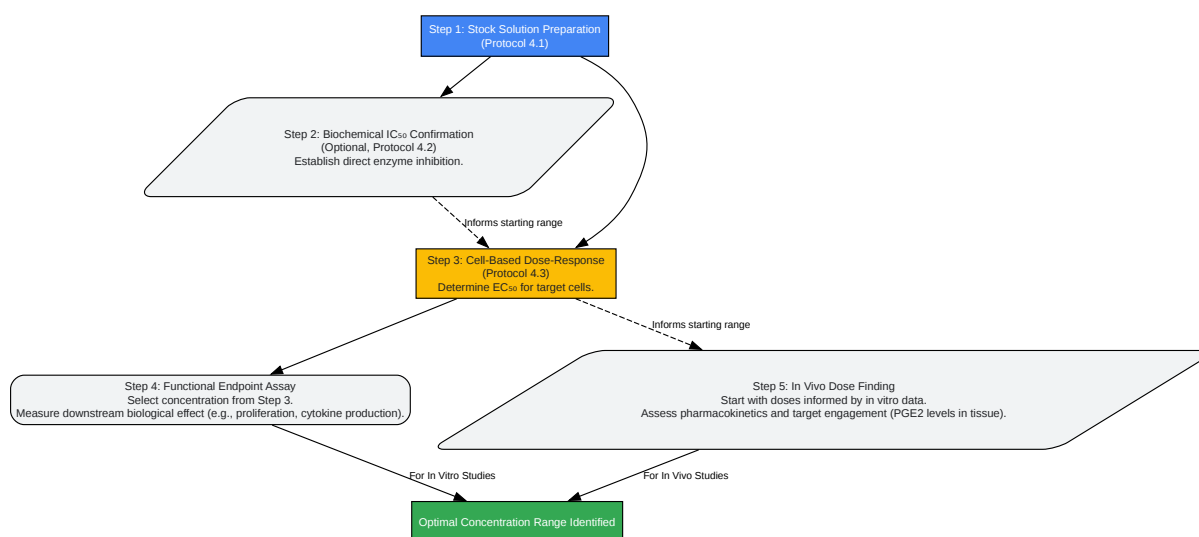 Step 1: Stock Solution Preparation
(Protocol 4.1)
Step 2: Biochemical IC₅₀ Confirmation
(Optional, Protocol 4.2)
Establish direct enzyme inhibition.
Informs starting range
Step 3: Cell-Based Dose-Response
(Protocol 4.3)
Determine EC₅₀ for target cells.
Informs starting range
Step 4: Functional Endpoint Assay
Select concentration from Step 3.
Measure downstream biological effect (e.g., proliferation, cytokine production).
Step 5: In Vivo Dose Finding
Start with doses informed by in vitro data.
Assess pharmacokinetics and target engagement (PGE2 levels in tissue).
For In Vitro Studies
For In Vivo Studies
Optimal Concentration Range Identified